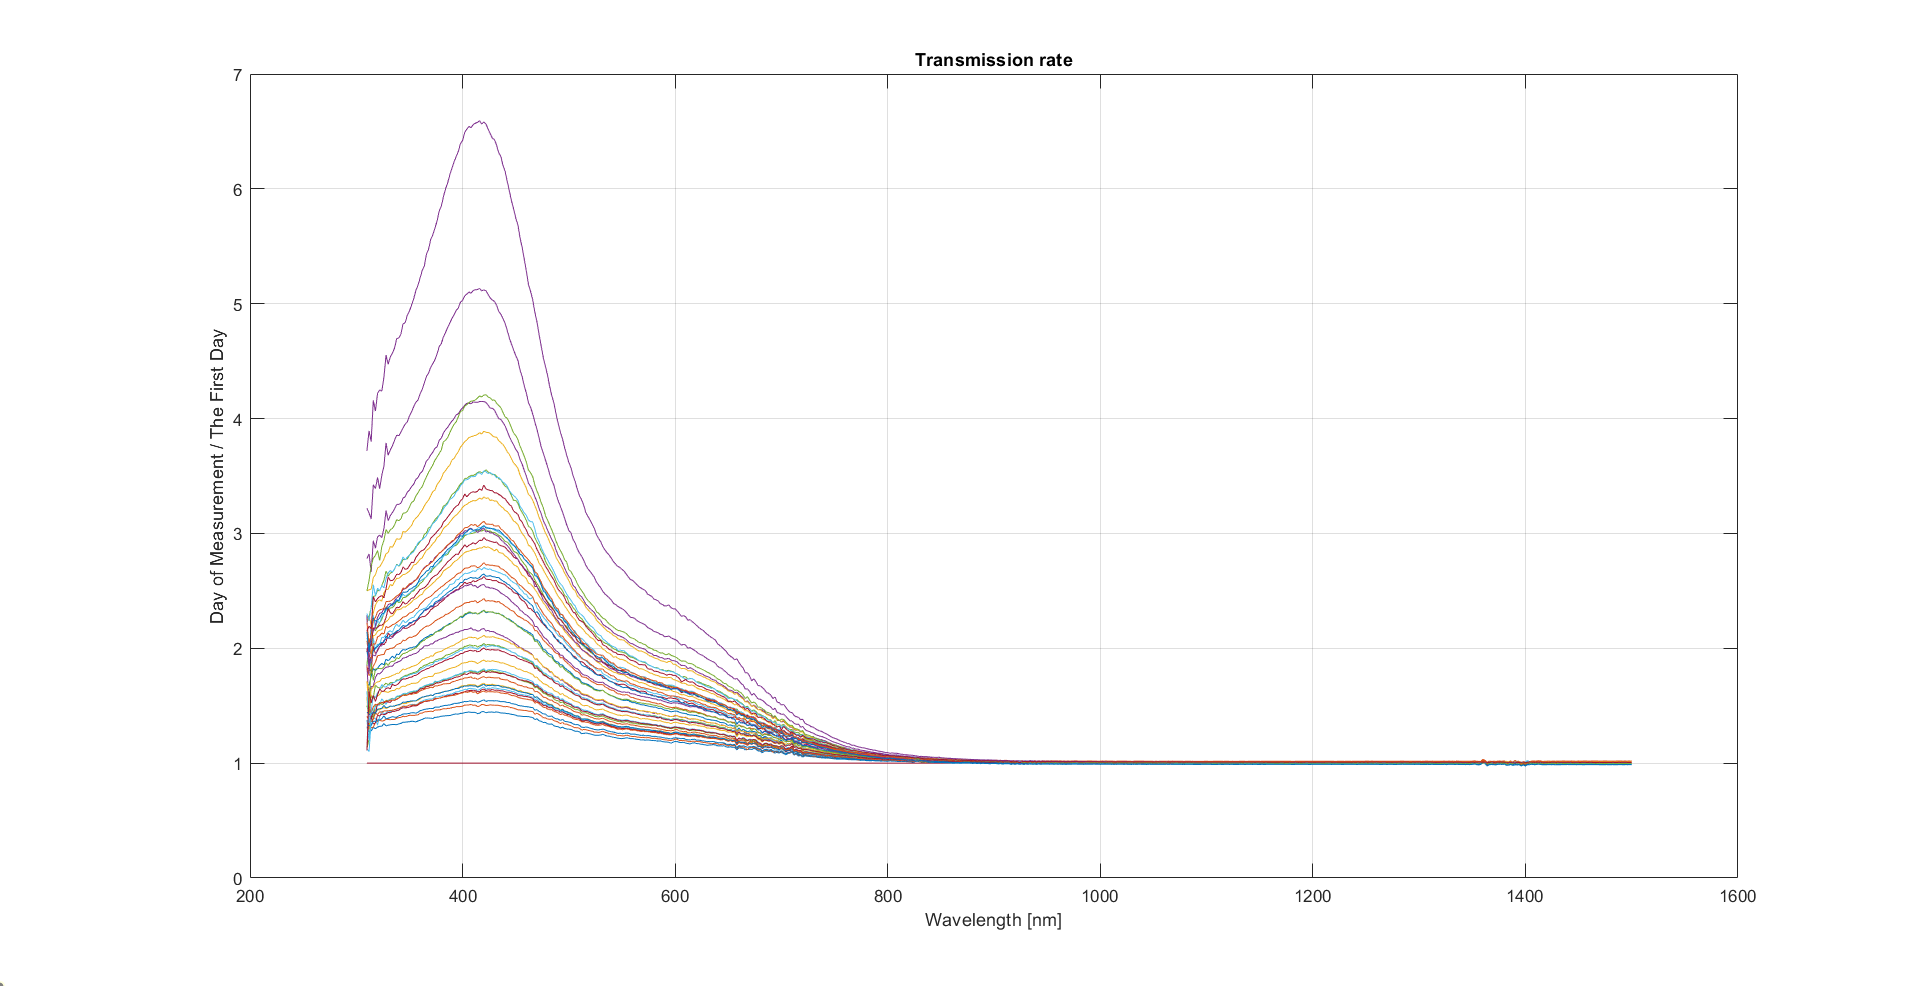 Transmission rate
7
6
5
4
3
2
1
0
Day of Measurement / The First Day
200 400 600 800 1000 1200 1400 1600
Wavelength [nm]